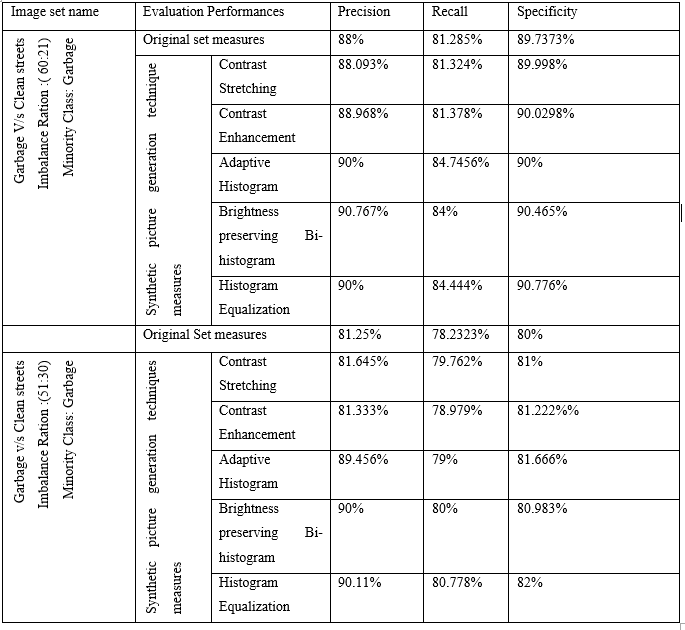 Image set name Evaluation Performances Precision Recall Specificity
Garbage V/s Clean streets
Imbalance Ration :( 60:21)
Minority Class: Garbage
Original set measures 88% 81.285% 89.7373%
Synthetic picture generation technique
measures
Contrast 88.093% 81.324% 89.998%
Stretching
Contrast 88.968% 81.378% 90.0298%
Enhancement
Adaptive 90% 84.7456% 90%
Histogram
Brightness 90.767% 84% 90.465%
preserving Bi-
histogram
Histogram 90% 84.444% 90.776%
Equalization
Original Set measures 81.25% 78.2323% 80%
Garbage v/s Clean streets
Imbalance Ration :(51:30)
Minority Class: Garbage
Synthetic picture generation techniques
measures
Contrast 81.645% 79.762% 81%
Stretching
Contrast 81.333% 78.979% 81.222%%
Enhancement
Adaptive 89.456% 79% 81.666%
Histogram
Brightness 90% 80% 80.983%
preserving Bi-
histogram
Histogram 90.11% 80.778% 82%
Equalization